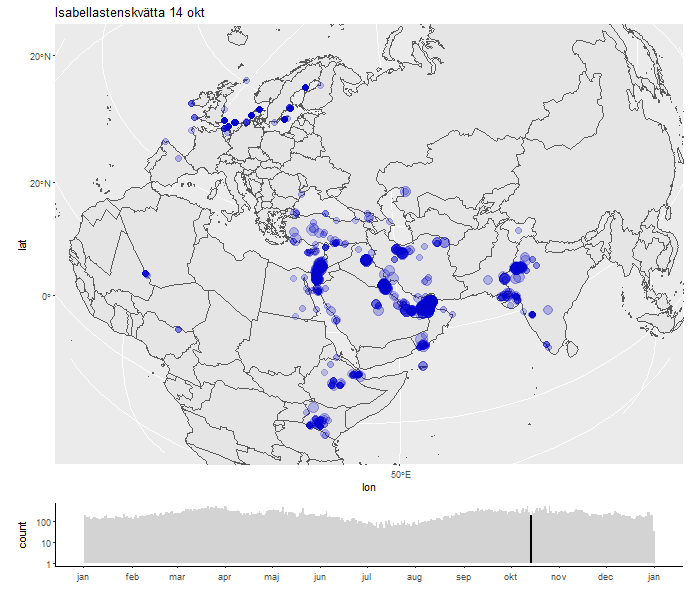 Isabellastenskvätta 14 okt
20°N
20°N
0°
lat
50°E
lon
count
100
10
1
jan feb mar apr maj jun jul aug sep okt nov dec jan